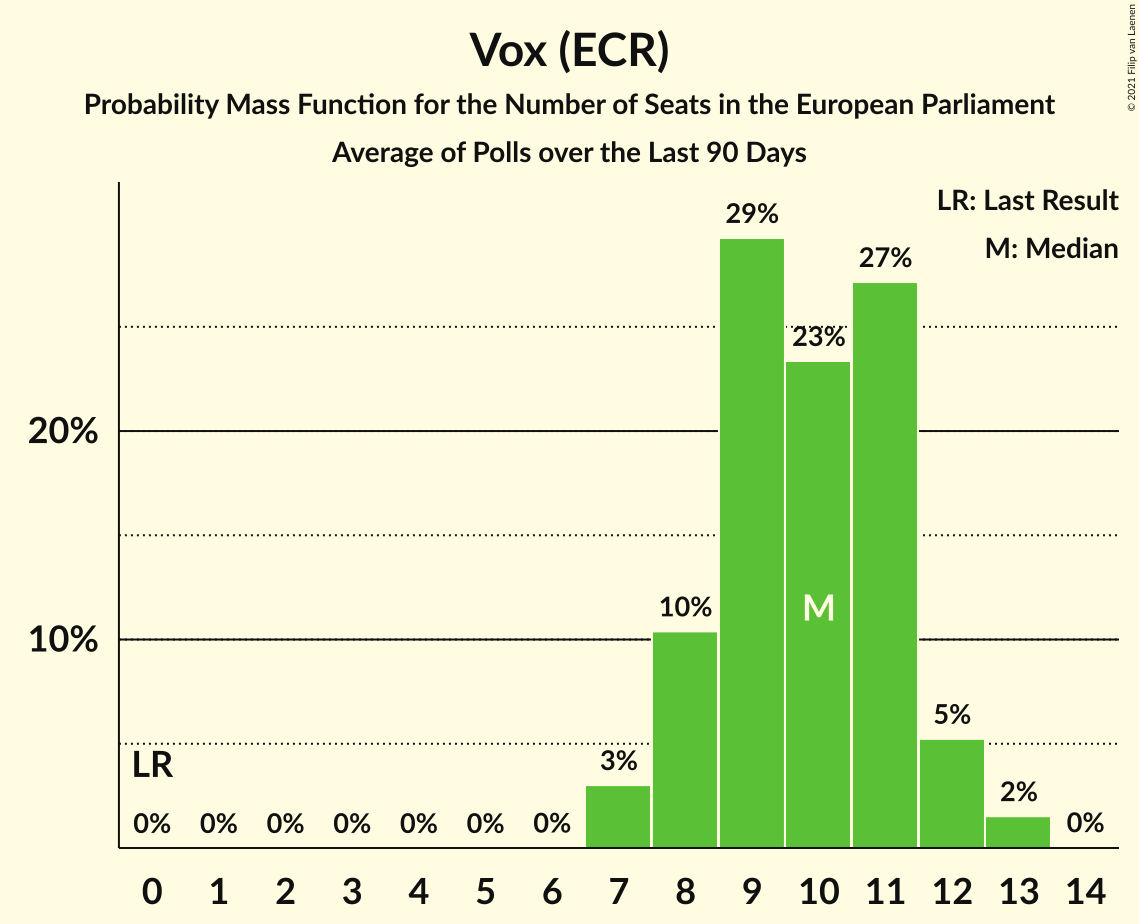 Vox (ECR)
Probability Mass Function for the Number of Seats in the European Parliament
Average of Polls over the Last 90 Days
© 2021 Filip van Laenen
LR: Last Result
M: Median
29%
27%
23%
20%
10%
10%
M
5%
LR
3%
2%
0% 0% 0% 0% 0% 0% 0% 0%
0 1 2 3 4 5 6 7 8 9 10 11 12 13 14